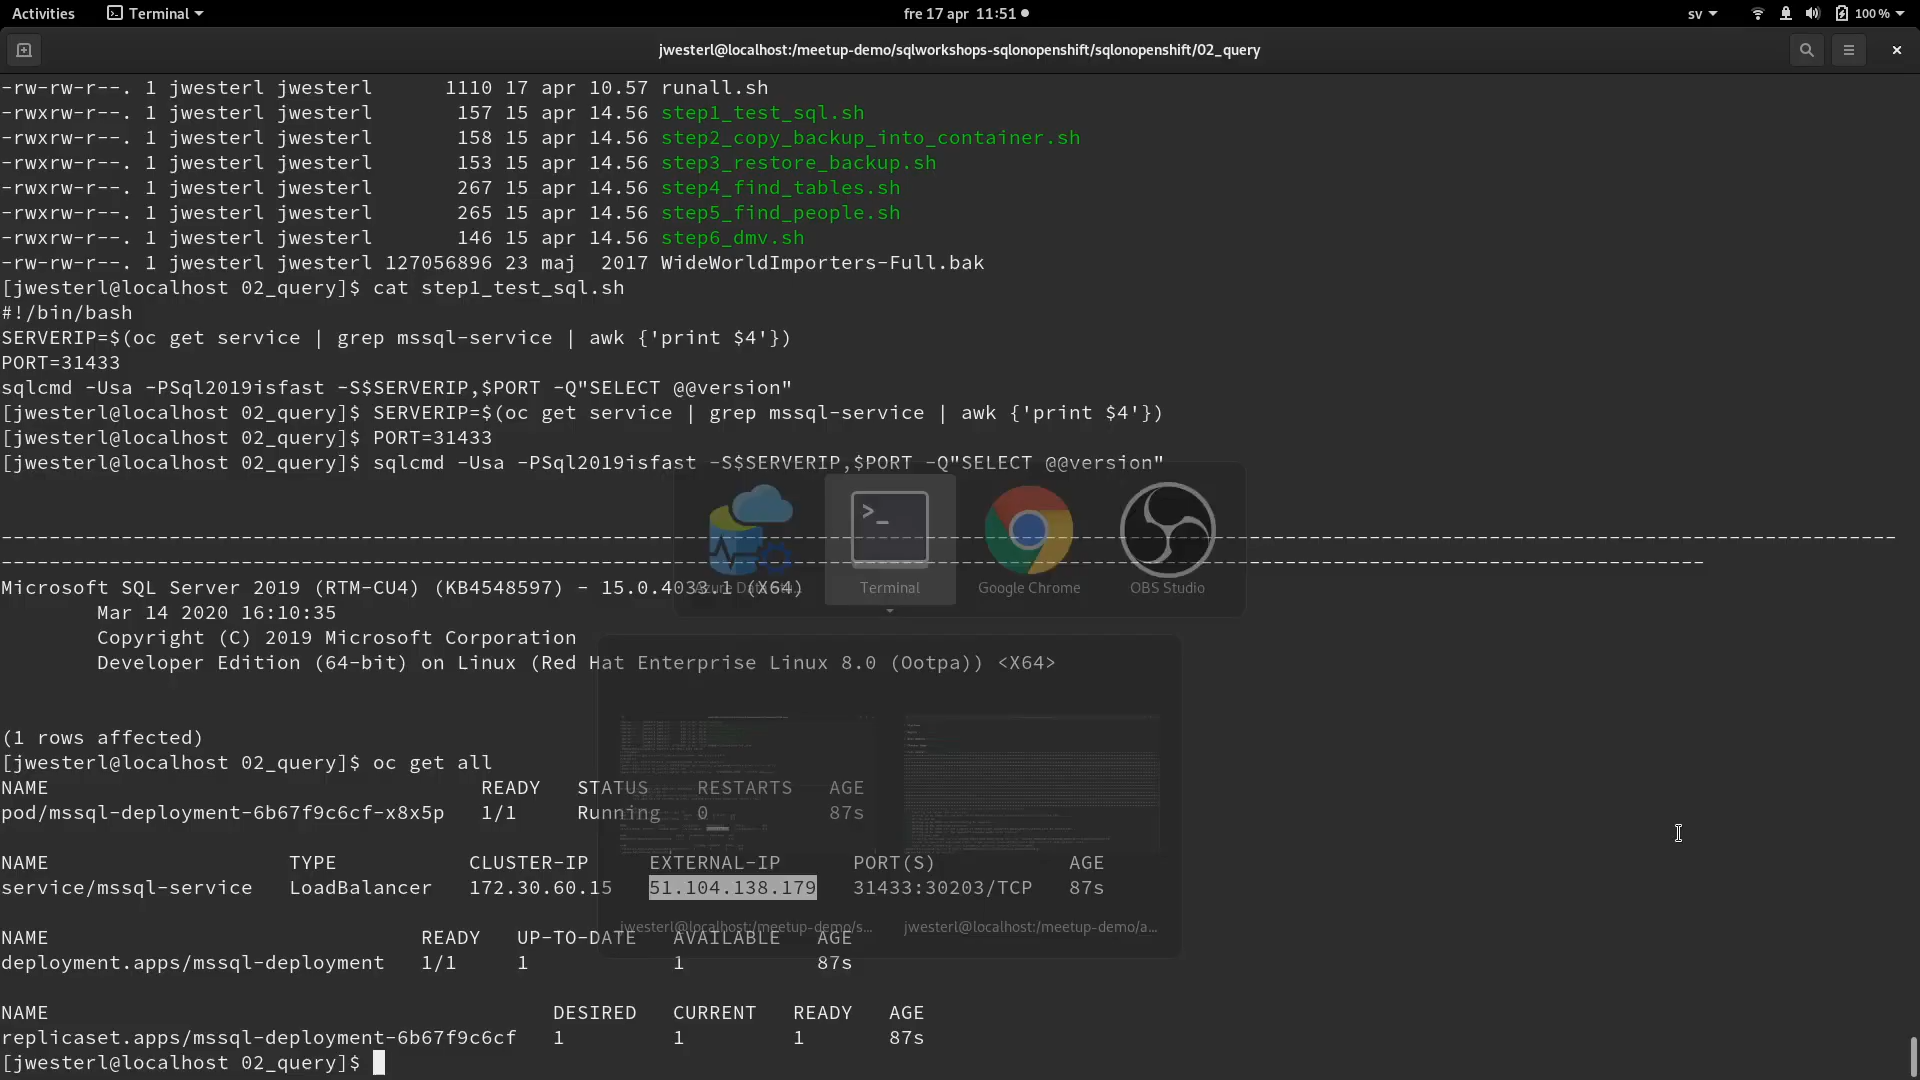 Activities
Terminal
fre 17 apr 11:51
sv
100 %
jwesterl@localhost:/meetup-demo/sqlworkshops-sqlonopenshift/sqlonopenshift/02_query
-rw-rw-r--. 1 jwesterl jwesterl      1110 17 apr 10.57 runall.sh
-rwxrw-r--. 1 jwesterl jwesterl       157 15 apr 14.56 step1_test_sql.sh
-rwxrw-r--. 1 jwesterl jwesterl       158 15 apr 14.56 step2_copy_backup_into_container.sh
-rwxrw-r--. 1 jwesterl jwesterl       153 15 apr 14.56 step3_restore_backup.sh
-rwxrw-r--. 1 jwesterl jwesterl       267 15 apr 14.56 step4_find_tables.sh
-rwxrw-r--. 1 jwesterl jwesterl       265 15 apr 14.56 step5_find_people.sh
-rwxrw-r--. 1 jwesterl jwesterl       146 15 apr 14.56 step6_dmv.sh
-rw-rw-r--. 1 jwesterl jwesterl 127056896 23 maj  2017 WideWorldImporters-Full.bak
[jwesterl@localhost 02_query]$ cat step1_test_sql.sh
#!/bin/bash
SERVERIP=$(oc get service | grep mssql-service | awk {'print $4'})
PORT=31433
sqlcmd -Usa -PSql2019isfast -S$SERVERIP,$PORT -Q"SELECT @@version"
[jwesterl@localhost 02_query]$ SERVERIP=$(oc get service | grep mssql-service | awk {'print $4'})
[jwesterl@localhost 02_query]$ PORT=31433
[jwesterl@localhost 02_query]$ sqlcmd -Usa -PSql2019isfast -S$SERVERIP,$PORT -Q"SELECT @@version"
Terminal
Google Chrome
OBS Studio
Microsoft SQL Server 2019 (RTM-CU4) (KB4548597) - 15.0.4033.1 (X64)
        Mar 14 2020 16:10:35
        Copyright (C) 2019 Microsoft Corporation
        Developer Edition (64-bit) on Linux (Red Hat Enterprise Linux 8.0 (Ootpa)) <X64>
(1 rows affected)
[jwesterl@localhost 02_query]$ oc get all
NAME                                    READY   STATUS    RESTARTS   AGE
pod/mssql-deployment-6b67f9c6cf-x8x5p   1/1     Running   0          87s
NAME                    TYPE           CLUSTER-IP     EXTERNAL-IP      PORT(S)           AGE
service/mssql-service   LoadBalancer   172.30.60.15   51.104.138.179   31433:30203/TCP   87s
jwesterl@localhost:/meetup-demo/s...
jwesterl@localhost:/meetup-demo/a...
NAME                               READY   UP-TO-DATE   AVAILABLE   AGE
deployment.apps/mssql-deployment   1/1     1            1           87s
NAME                                          DESIRED   CURRENT   READY   AGE
replicaset.apps/mssql-deployment-6b67f9c6cf   1         1         1       87s
[jwesterl@localhost 02_query]$